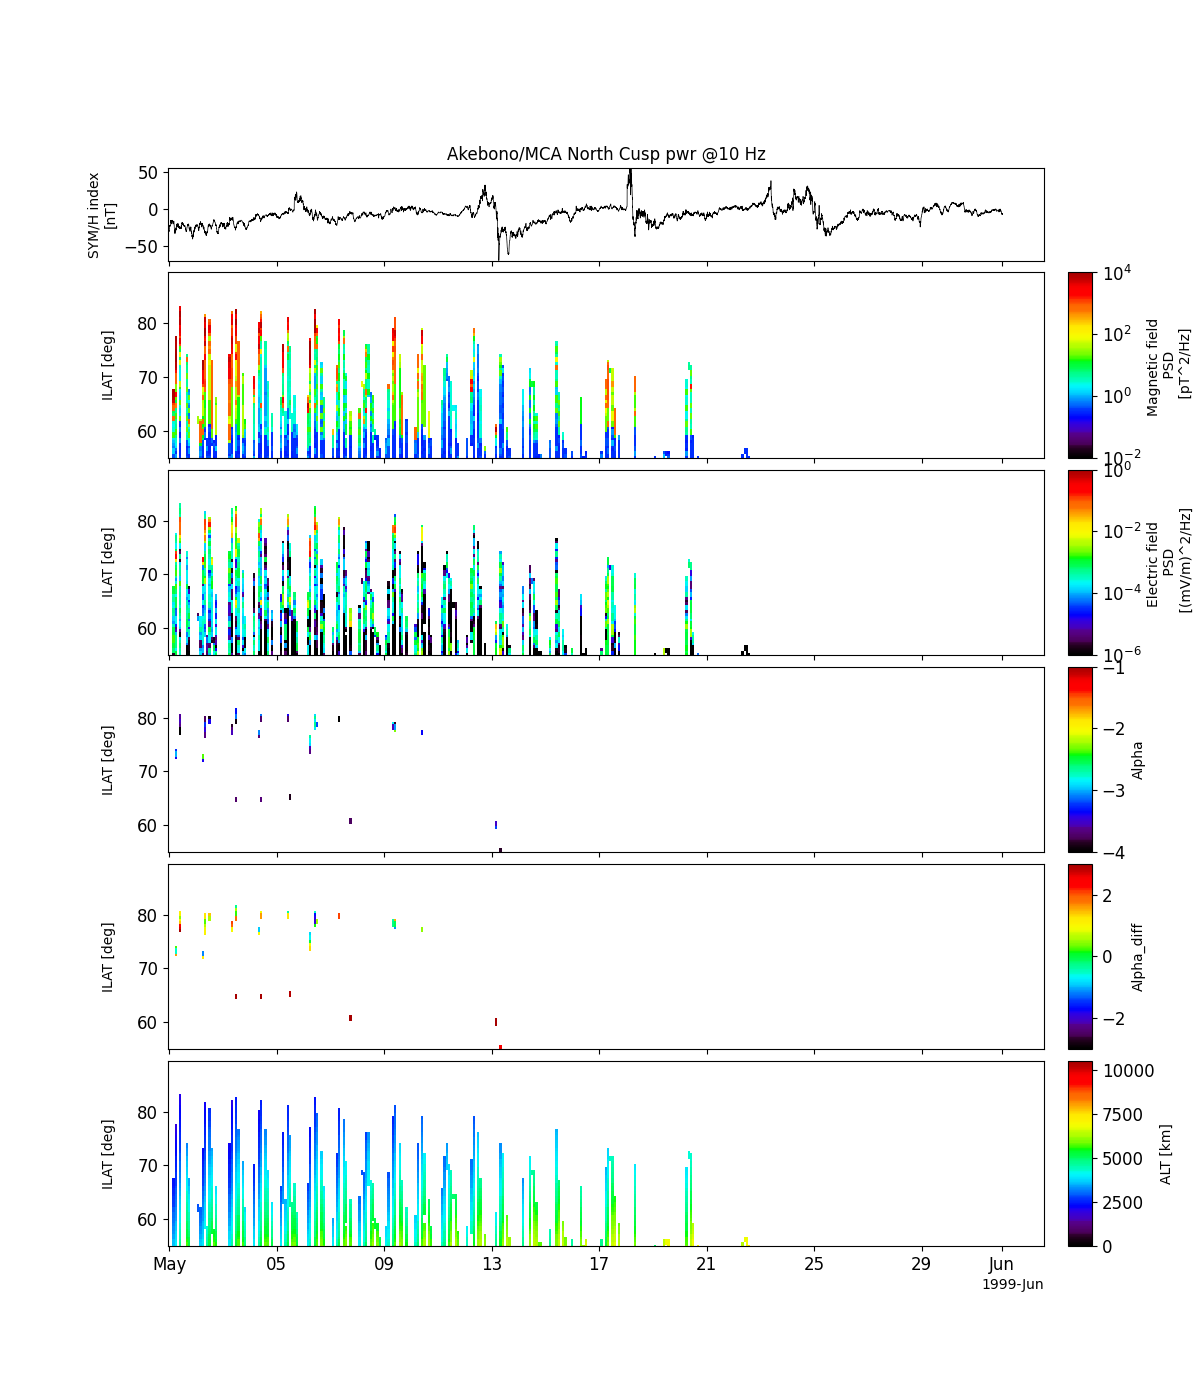 Akebono/MCA North Cusp pwr @10 Hz
SYM/H index
[nT]
50
0
−50
ILAT [deg]
80
70
60
10^4
10^2
10^0
10^−2
Magnetic field
PSD
[pT^2/Hz]
ILAT [deg]
80
70
60
10^0
10^−2
10^−4
10^−6
Electric field
PSD
[(mV/m)^2/Hz]
ILAT [deg]
80
70
60
−1
−2
−3
−4
Alpha
ILAT [deg]
80
70
60
2
0
−2
Alpha_diff
ILAT [deg]
80
70
60
10000
7500
5000
2500
0
ALT [km]
May 05 09 13 17 21 25 29 Jun
1999-Jun